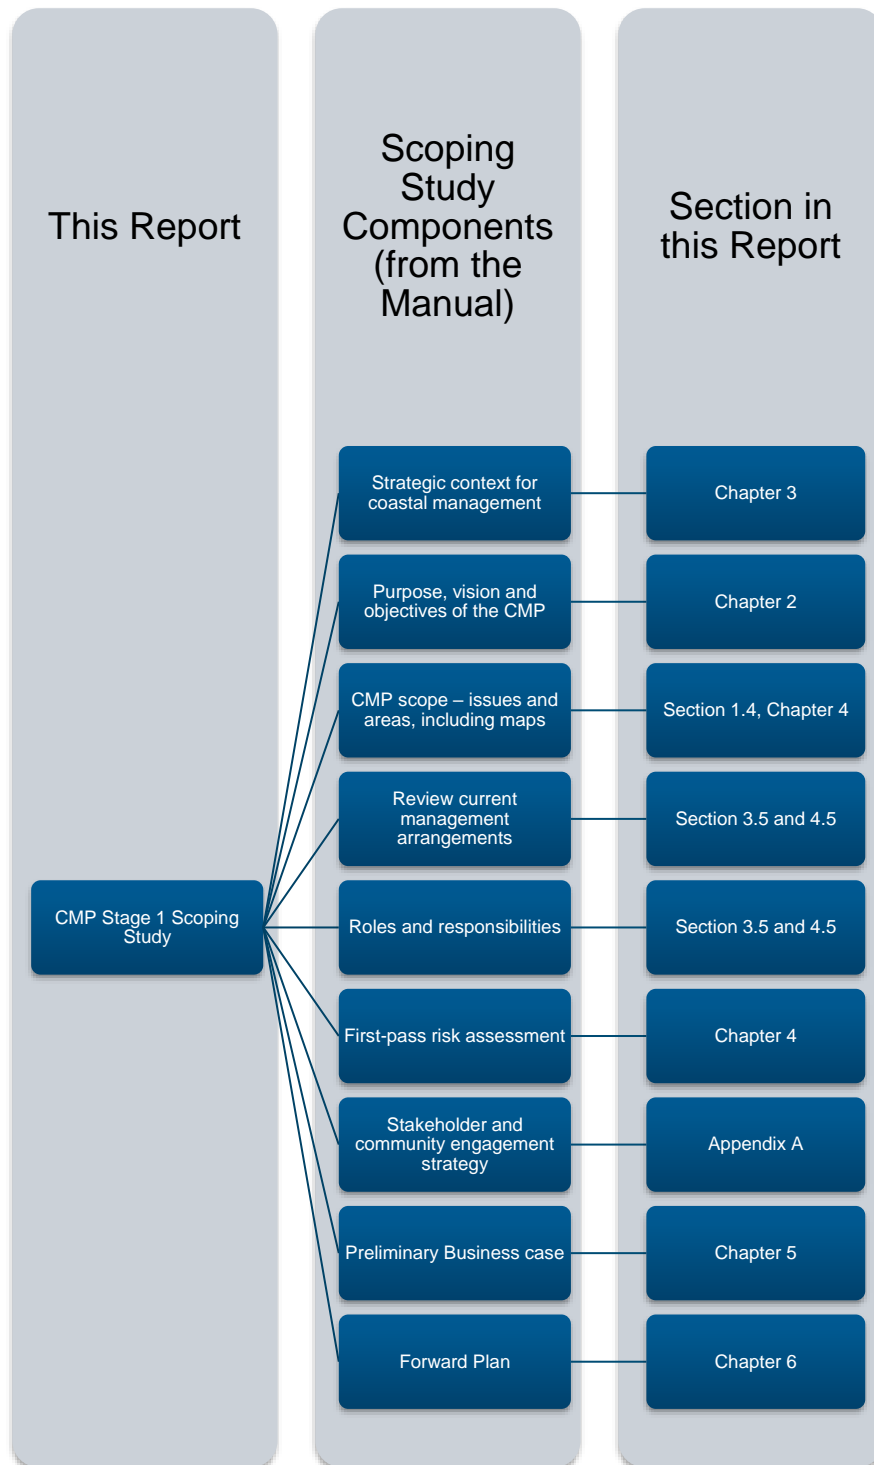 This Report
Scoping
Study
Components
(from the
Manual)
Section in
this Report
CMP Stage 1 Scoping
Study
Strategic context for
coastal management
Chapter 3
Purpose, vision and
objectives of the CMP
Chapter 2
CMP scope – issues and
areas, including maps
Section 1.4, Chapter 4
Review current
management
arrangements
Section 3.5 and 4.5
Roles and responsibilities
Section 3.5 and 4.5
First-pass risk assessment
Chapter 4
Stakeholder and
community engagement
strategy
Appendix A
Preliminary Business case
Chapter 5
Forward Plan
Chapter 6